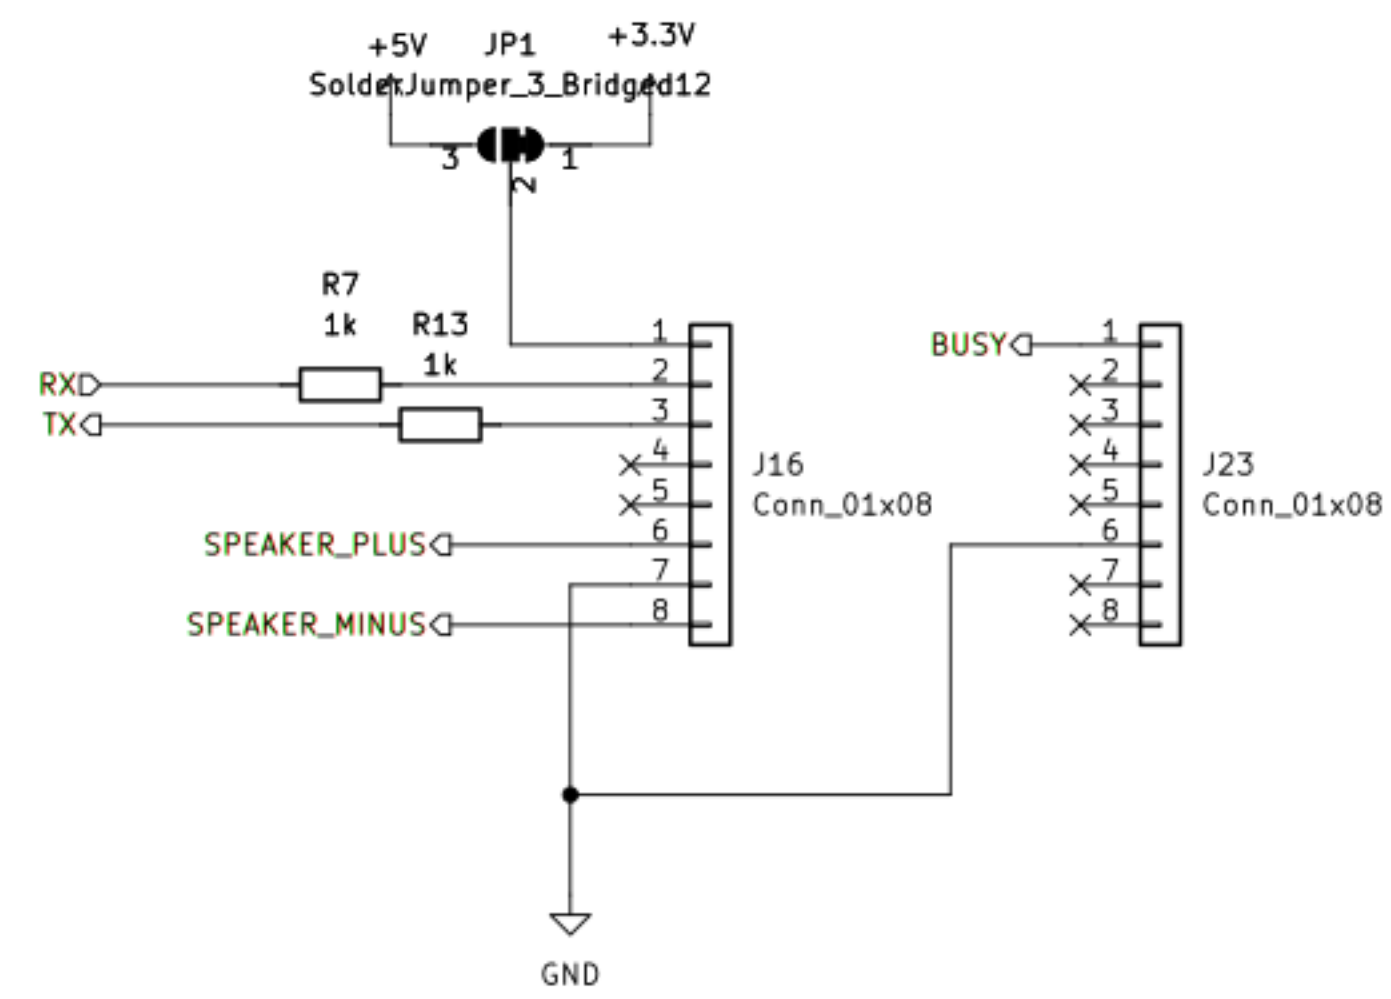 +5V JP1 +3.3V
SolderJumper_3_Bridged12
3 1
2
R7
1k
R13
1k
RX
TX
SPEAKER_PLUS
SPEAKER_MINUS
1
2
3
4
5
6
7
8
J16
Conn_01x08
BUSY
1
2
3
4
5
6
7
8
J23
Conn_01x08
GND